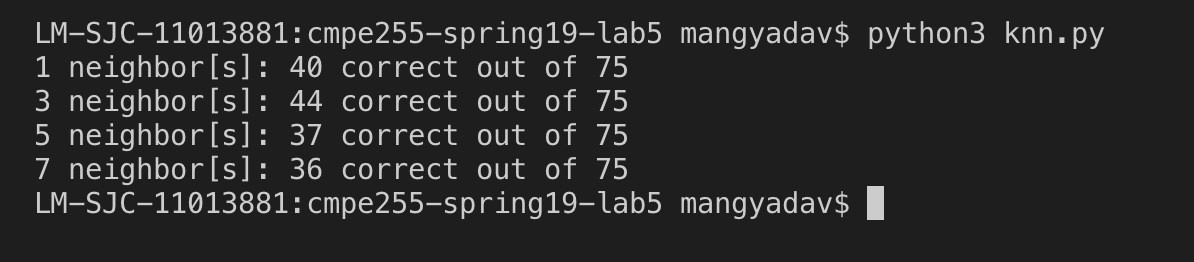 LM-SJC-11013881:cmpe255-spring19-lab5 mangyadav$ python3 knn.py
1 neighbor[s]: 40 correct out of 75
3 neighbor[s]: 44 correct out of 75
5 neighbor[s]: 37 correct out of 75
7 neighbor[s]: 36 correct out of 75
LM-SJC-11013881:cmpe255-spring19-lab5 mangyadav$